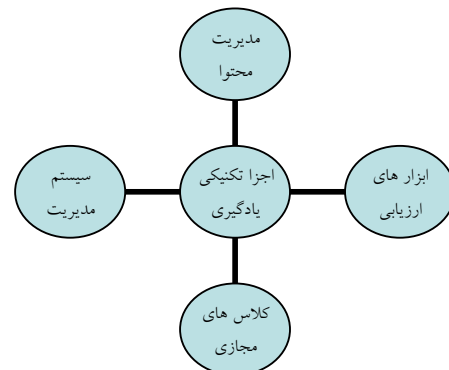 مدیریت
محتوا
ابزار های
ارزیابی
اجزا تکنیکی
یادگیری
سیستم
مدیریت
کلاس های
مجازی